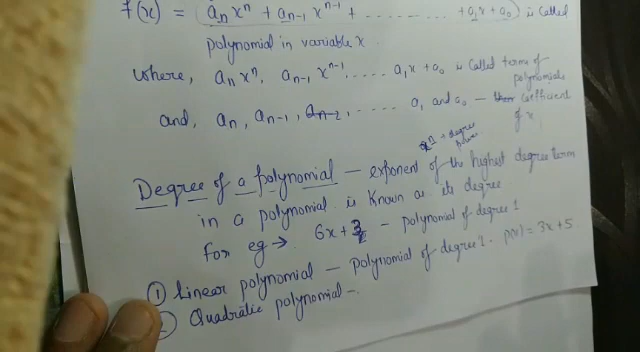 f(x) = (aₙxⁿ + aₙ₋₁xⁿ⁻¹ + ........ + a₁x + a₀) is called
polynomial in variable x.
where, aₙxⁿ, aₙ₋₁xⁿ⁻¹, ..... a₁x + a₀ is called terms of
polynomials
and, aₙ, aₙ₋₁, aₙ₋₂, ..... a₁ and a₀ — coefficient
of x
degree
Degree of a polynomial — exponent of the highest degree term
in a polynomial is known as its degree
for eg → 6x + 3 — polynomial of degree 1
① Linear polynomial — polynomial of degree 1. p(x) = 3x + 5
② Quadratic polynomial —